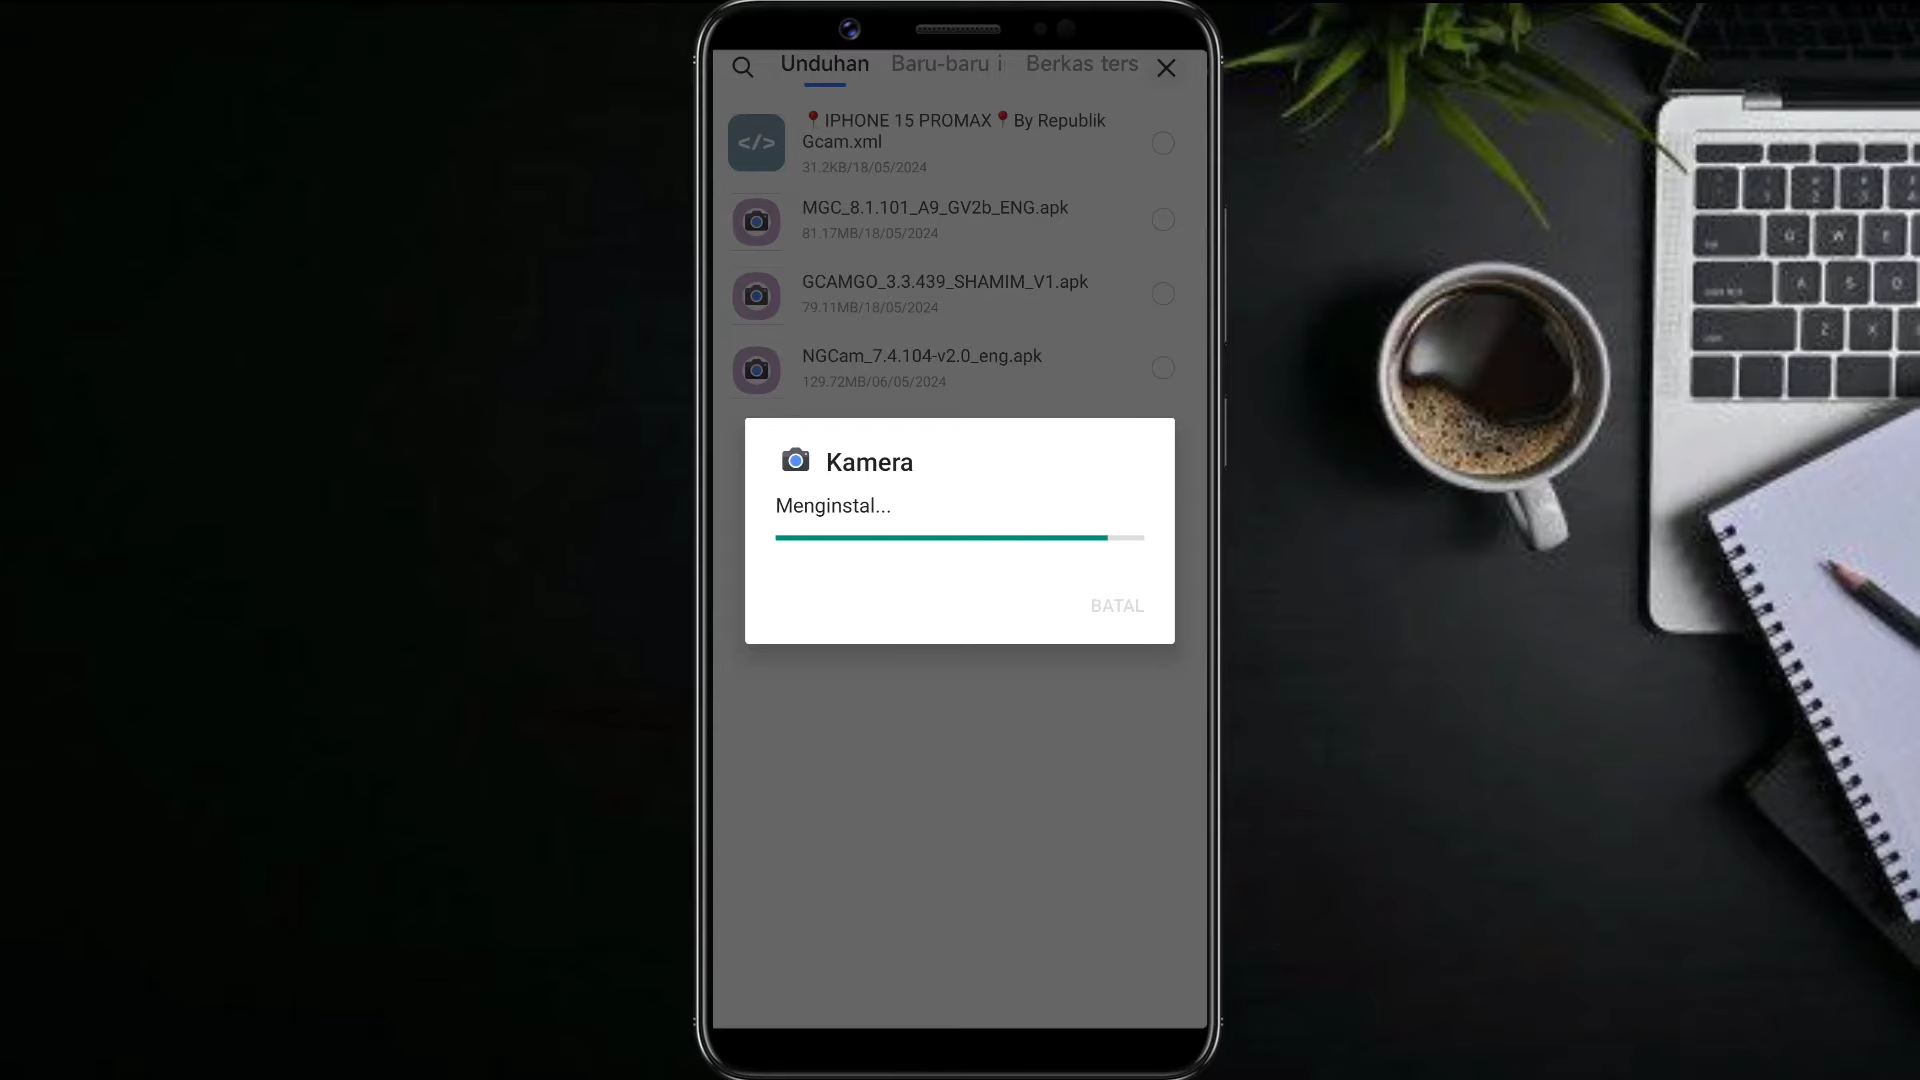 Unduhan Baru-baru i Berkas ters
📍IPHONE 15 PROMAX📍By Republik
Gcam.xml
31.2KB/18/05/2024
MGC_8.1.101_A9_GV2b_ENG.apk
81.17MB/18/05/2024
GCAMGO_3.3.439_SHAMIM_V1.apk
79.11MB/18/05/2024
NGCam_7.4.104-v2.0_eng.apk
129.72MB/06/05/2024
Kamera
Menginstal...
BATAL